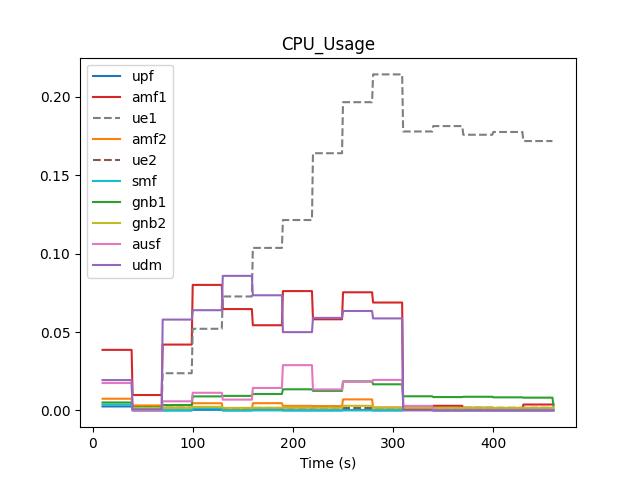 CPU_Usage
upf
amf1
ue1
amf2
ue2
smf
gnb1
gnb2
ausf
udm
0.20
0.15
0.10
0.05
0.00
0 100 200 300 400
Time (s)